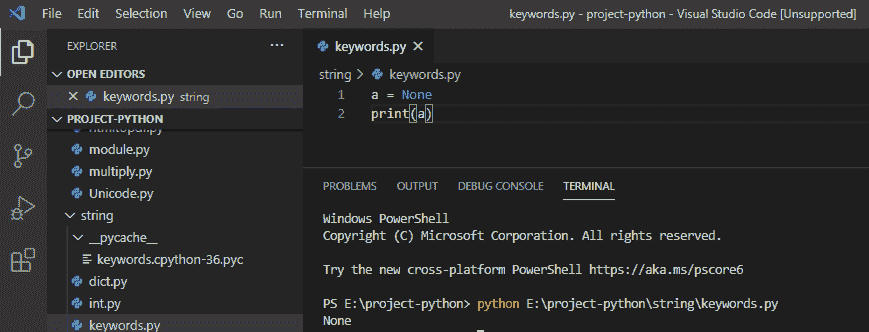 File Edit Selection View Go Run Terminal Help keywords.py - project-python - Visual Studio Code [Unsupported]
EXPLORER
OPEN EDITORS
keywords.py string
PROJECT-PYTHON
module.py
multiply.py
Unicode.py
string
__pycache__
keywords.cpython-36.pyc
dict.py
int.py
keywords.py
keywords.py
string > keywords.py
1 a = None
2 print(a)
PROBLEMS OUTPUT DEBUG CONSOLE TERMINAL
Windows PowerShell
Copyright (C) Microsoft Corporation. All rights reserved.
Try the new cross-platform PowerShell https://aka.ms/pscore6
PS E:\project-python> python E:\project-python\string\keywords.py
None